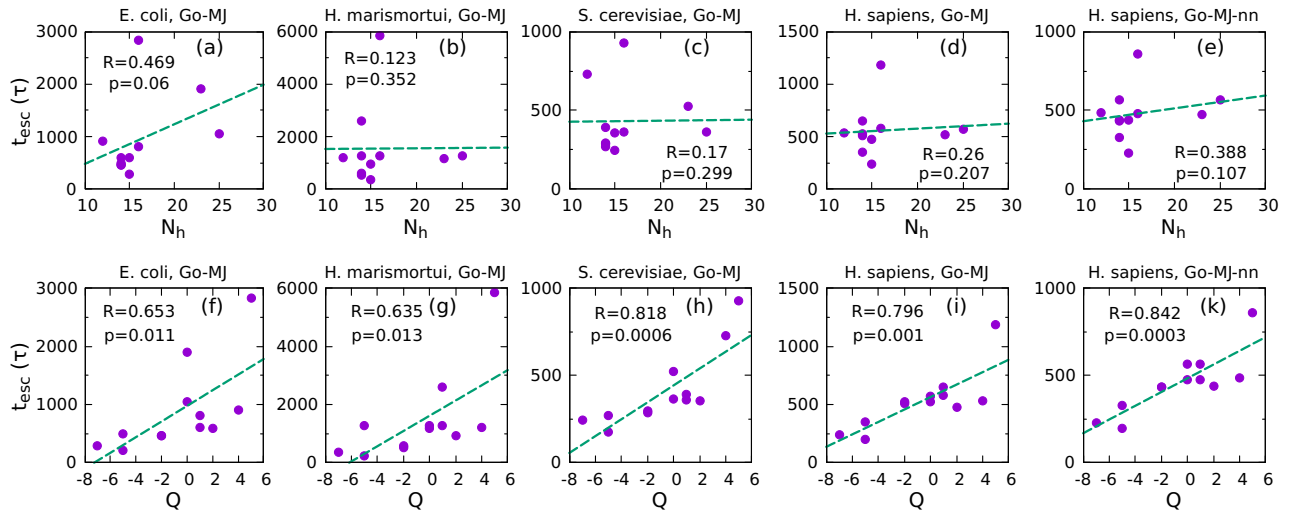 E. coli, Go-MJ
H. marismortui, Go-MJ
S. cerevisiae, Go-MJ
H. sapiens, Go-MJ
H. sapiens, Go-MJ-nn
(a)
R=0.469
p=0.06
(b)
R=0.123
p=0.352
(c)
R=0.17
p=0.299
(d)
R=0.26
p=0.207
(e)
R=0.388
p=0.107
t_esc (τ)
3000
2000
1000
0
10 15 20 25 30
N_h
6000
4000
2000
0
10 15 20 25 30
N_h
1000
500
0
10 15 20 25 30
N_h
1500
1000
500
0
10 15 20 25 30
N_h
1000
500
0
10 15 20 25 30
N_h
E. coli, Go-MJ
H. marismortui, Go-MJ
S. cerevisiae, Go-MJ
H. sapiens, Go-MJ
H. sapiens, Go-MJ-nn
(f)
R=0.653
p=0.011
(g)
R=0.635
p=0.013
(h)
R=0.818
p=0.0006
(i)
R=0.796
p=0.001
(k)
R=0.842
p=0.0003
t_esc (τ)
3000
2000
1000
0
-8 -6 -4 -2 0 2 4 6
Q
6000
4000
2000
0
-8 -6 -4 -2 0 2 4 6
Q
1000
500
0
-8 -6 -4 -2 0 2 4 6
Q
1500
1000
500
0
-8 -6 -4 -2 0 2 4 6
Q
1000
500
0
-8 -6 -4 -2 0 2 4 6
Q